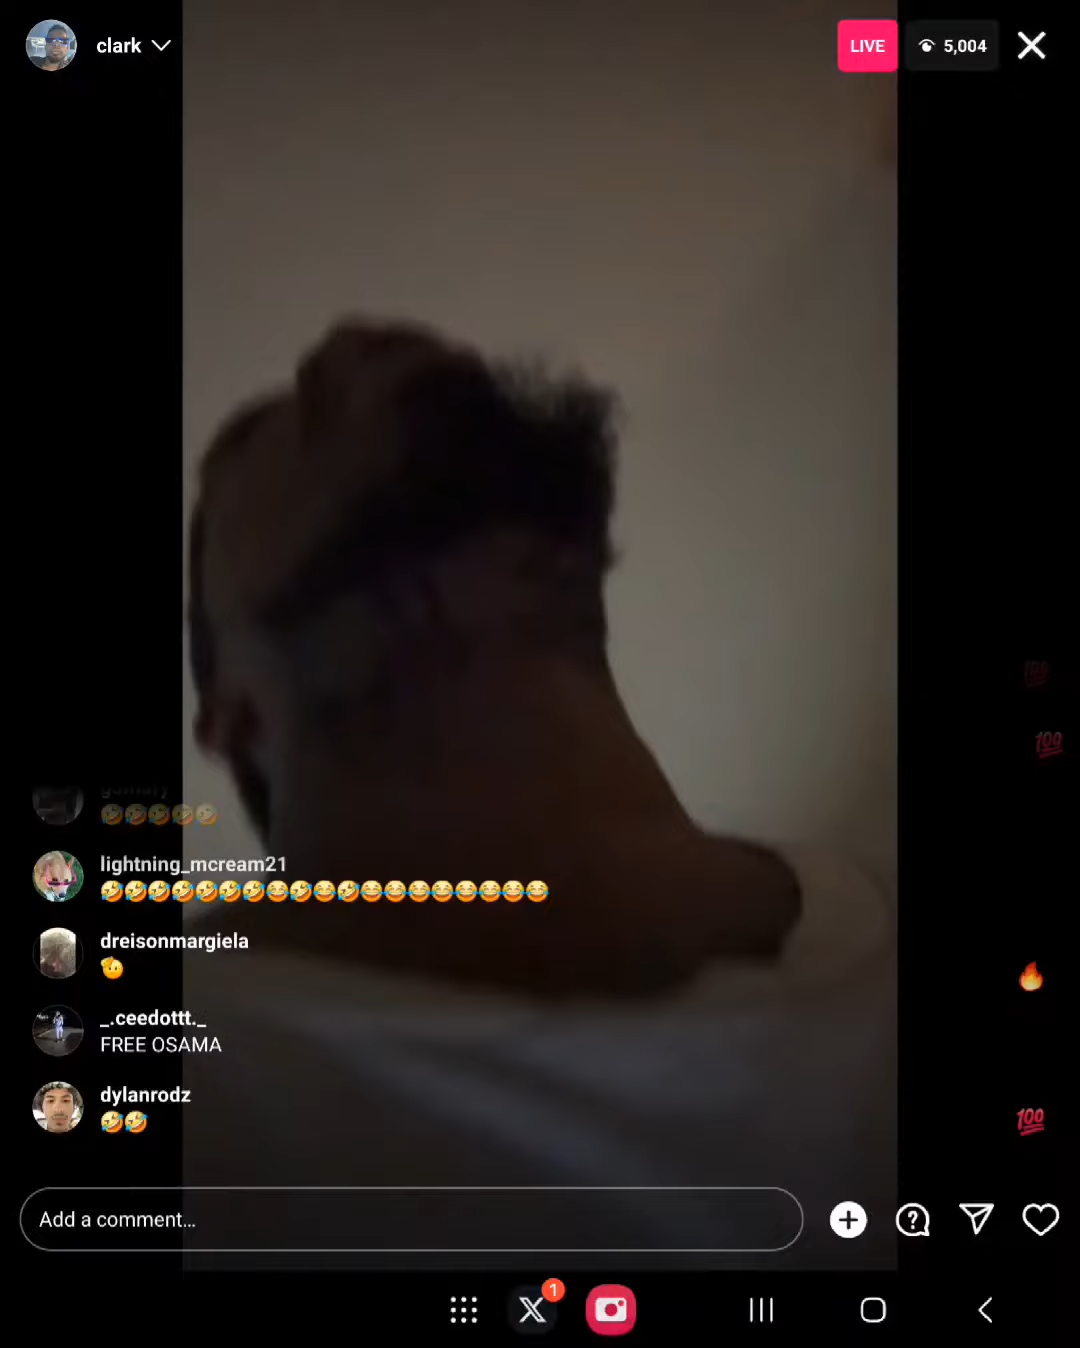 clark
LIVE
5,004
lightning_mcream21
🤣🤣🤣🤣🤣🤣🤣😂🤣😂🤣😂😂😂😂😂😂😂😂
dreisonmargiela
🫡
_.ceedottt._
FREE OSAMA
dylanrodz
🤣🤣
Add a comment…
1